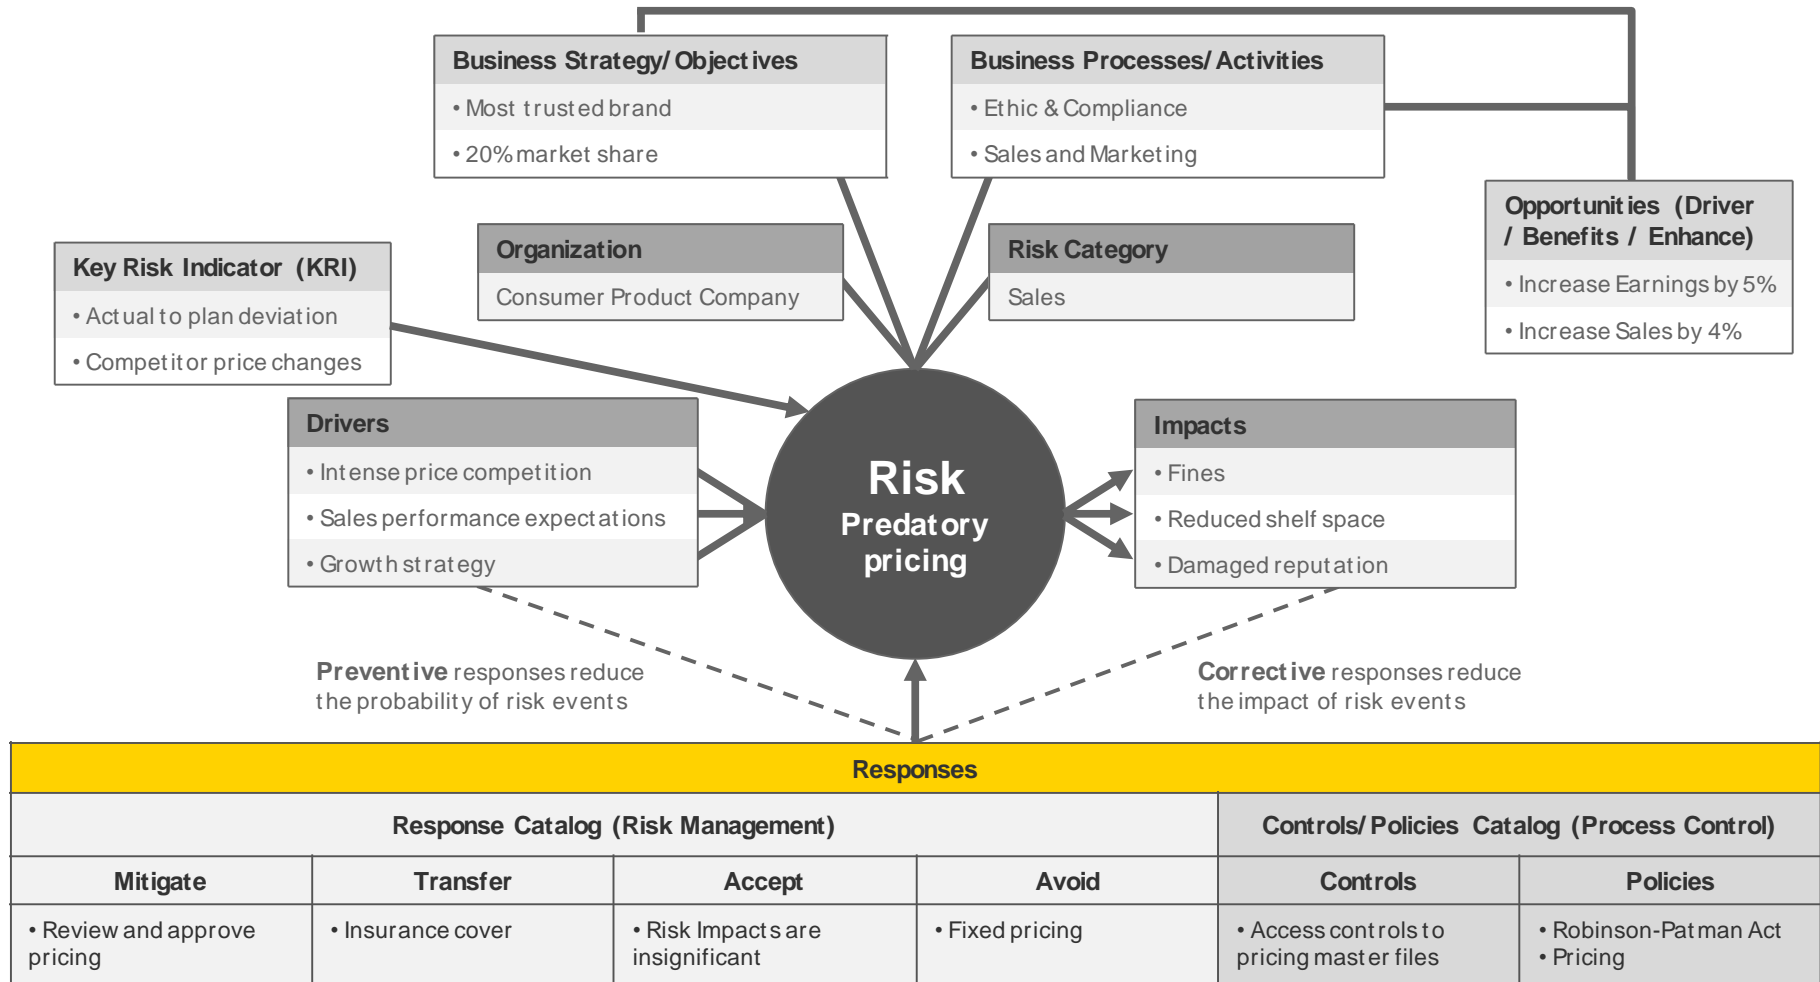 Business Strategy/Objectives
• Most trusted brand
• 20% market share
Business Processes/Activities
• Ethic & Compliance
• Sales and Marketing
Opportunities (Driver
/ Benefits / Enhance)
• Increase Earnings by 5%
• Increase Sales by 4%
Organization
Consumer Product Company
Risk Category
Sales
Key Risk Indicator (KRI)
• Actual to plan deviation
• Competitor price changes
Drivers
• Intense price competition
• Sales performance expectations
• Growth strategy
Risk
Predatory
pricing
Impacts
• Fines
• Reduced shelf space
• Damaged reputation
Preventive responses reduce
the probability of risk events
Corrective responses reduce
the impact of risk events
Responses
Response Catalog (Risk Management)
Controls/Policies Catalog (Process Control)
Mitigate
Transfer
Accept
Avoid
Controls
Policies
• Review and approve
pricing
• Insurance cover
• Risk Impacts are
insignificant
• Fixed pricing
• Access controls to
pricing master files
• Robinson-Patman Act
• Pricing